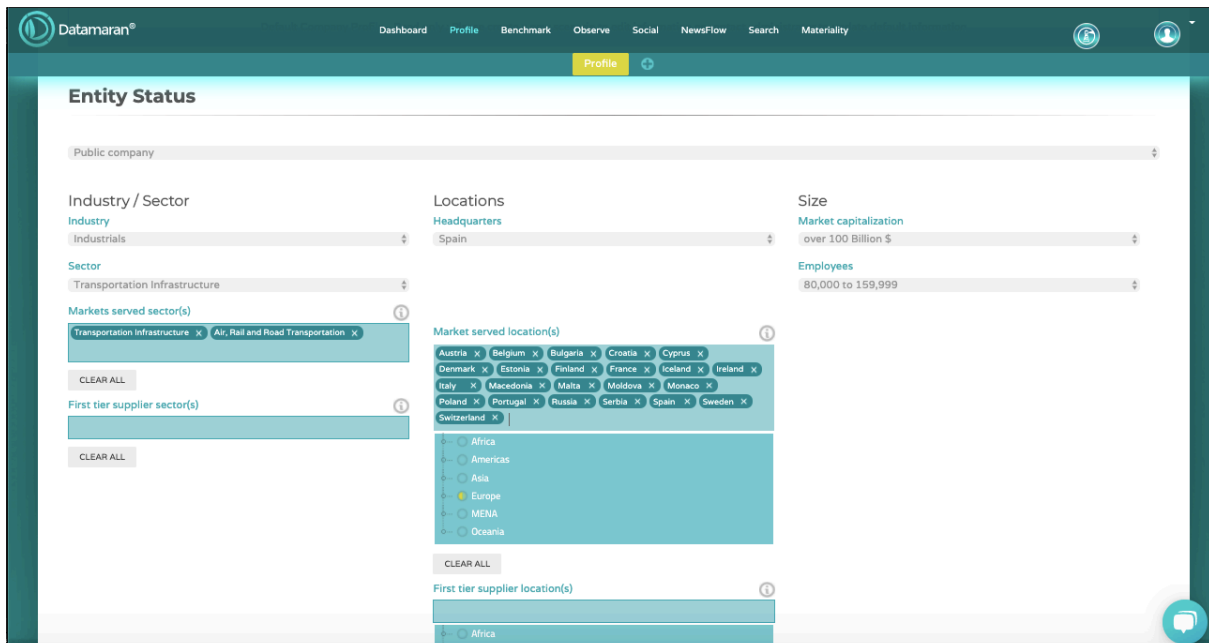 Datamaran®
Dashboard Profile Benchmark Observe Social NewsFlow Search Materiality
Profile
Entity Status
Public company
Industry / Sector
Industry
Industrials
Sector
Transportation Infrastructure
Markets served sector(s)
Transportation Infrastructure x Air, Rail and Road Transportation x
CLEAR ALL
First tier supplier sector(s)
CLEAR ALL
Locations
Headquarters
Spain
Market served location(s)
Austria x Belgium x Bulgaria x Croatia x Cyprus x
Denmark x Estonia x Finland x France x Iceland x Ireland x
Italy x Macedonia x Malta x Moldova x Monaco x
Poland x Portugal x Russia x Serbia x Spain x Sweden x
Switzerland x
Africa
Americas
Asia
Europe
MENA
Oceania
CLEAR ALL
First tier supplier location(s)
Africa
Size
Market capitalization
over 100 Billion $
Employees
80,000 to 159,999